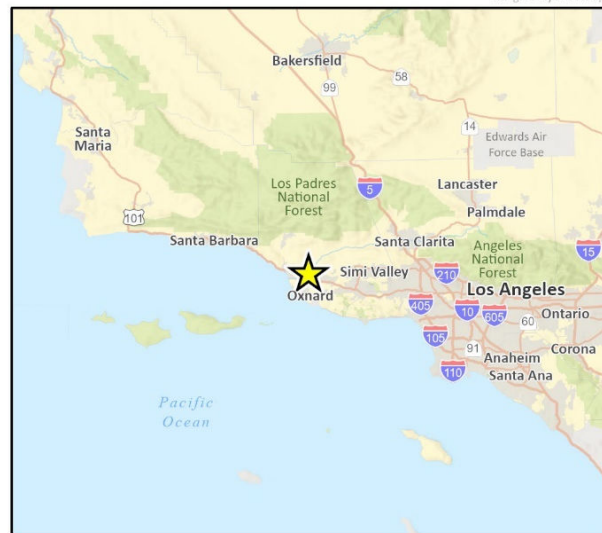 Bakersfield
58
99
14
Santa
Maria
Edwards Air
Force Base
Los Padres
National
Forest
Lancaster
5
Palmdale
101
Santa Barbara
Santa Clarita
Angeles
National
Forest
15
210
Simi Valley
Oxnard
Los Angeles
405
10
605
60
Ontario
105
91
Corona
Anaheim
Santa Ana
110
Pacific
Ocean